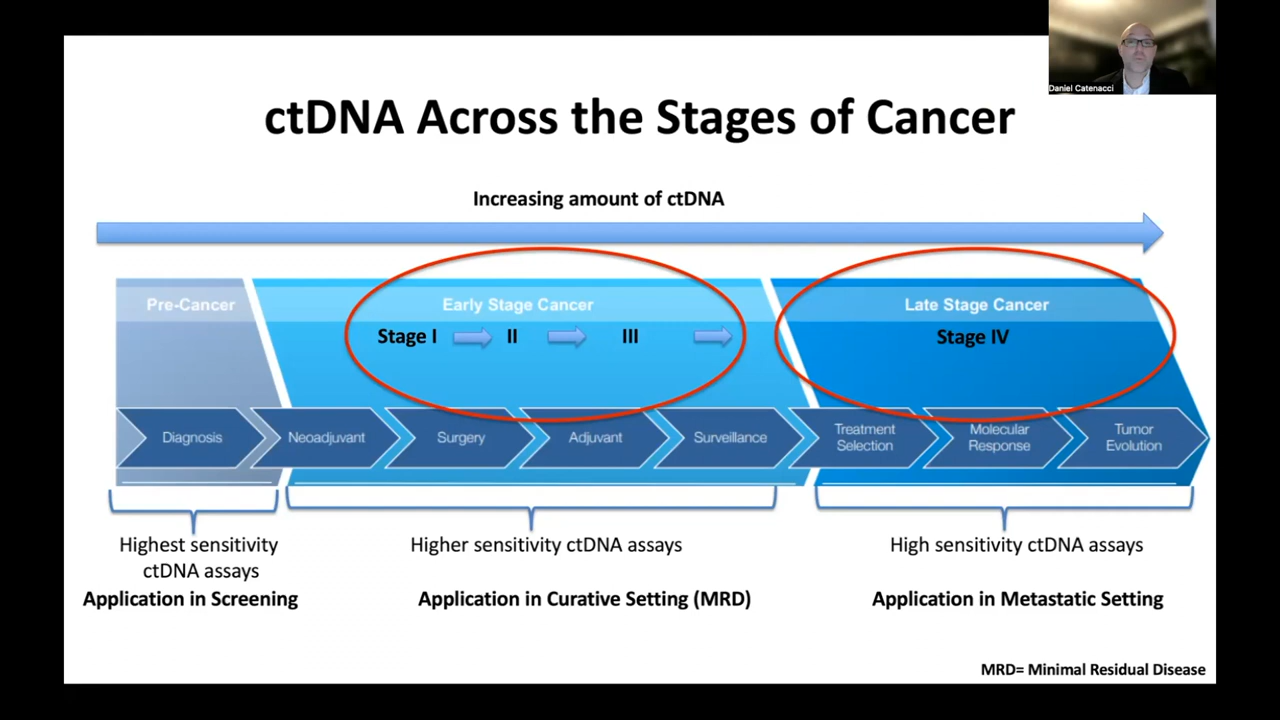 Daniel Catenacci
ctDNA Across the Stages of Cancer
Increasing amount of ctDNA
Pre-Cancer
Early Stage Cancer
Late Stage Cancer
Stage I
II
III
Stage IV
Diagnosis
Neoadjuvant
Surgery
Adjuvant
Surveillance
Treatment
Selection
Molecular
Response
Tumor
Evolution
Highest sensitivity
ctDNA assays
Application in Screening
Higher sensitivity ctDNA assays
Application in Curative Setting (MRD)
High sensitivity ctDNA assays
Application in Metastatic Setting
MRD= Minimal Residual Disease